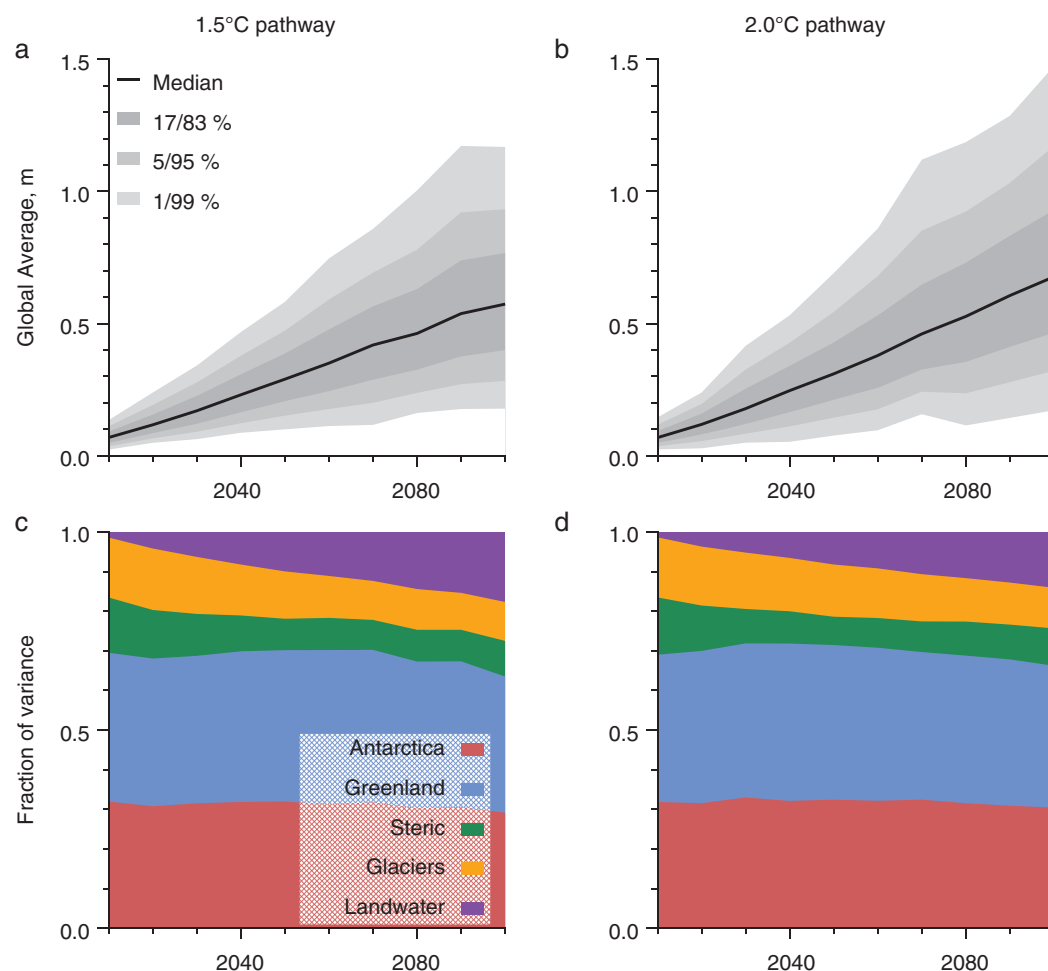 1.5°C pathway
2.0°C pathway
a
b
1.5
1.0
0.5
0.0
Global Average, m
Median
17/83 %
5/95 %
1/99 %
2040
2080
1.5
1.0
0.5
0.0
2040
2080
c
d
1.0
0.5
0.0
Fraction of variance
Antarctica
Greenland
Steric
Glaciers
Landwater
2040
2080
1.0
0.5
0.0
2040
2080